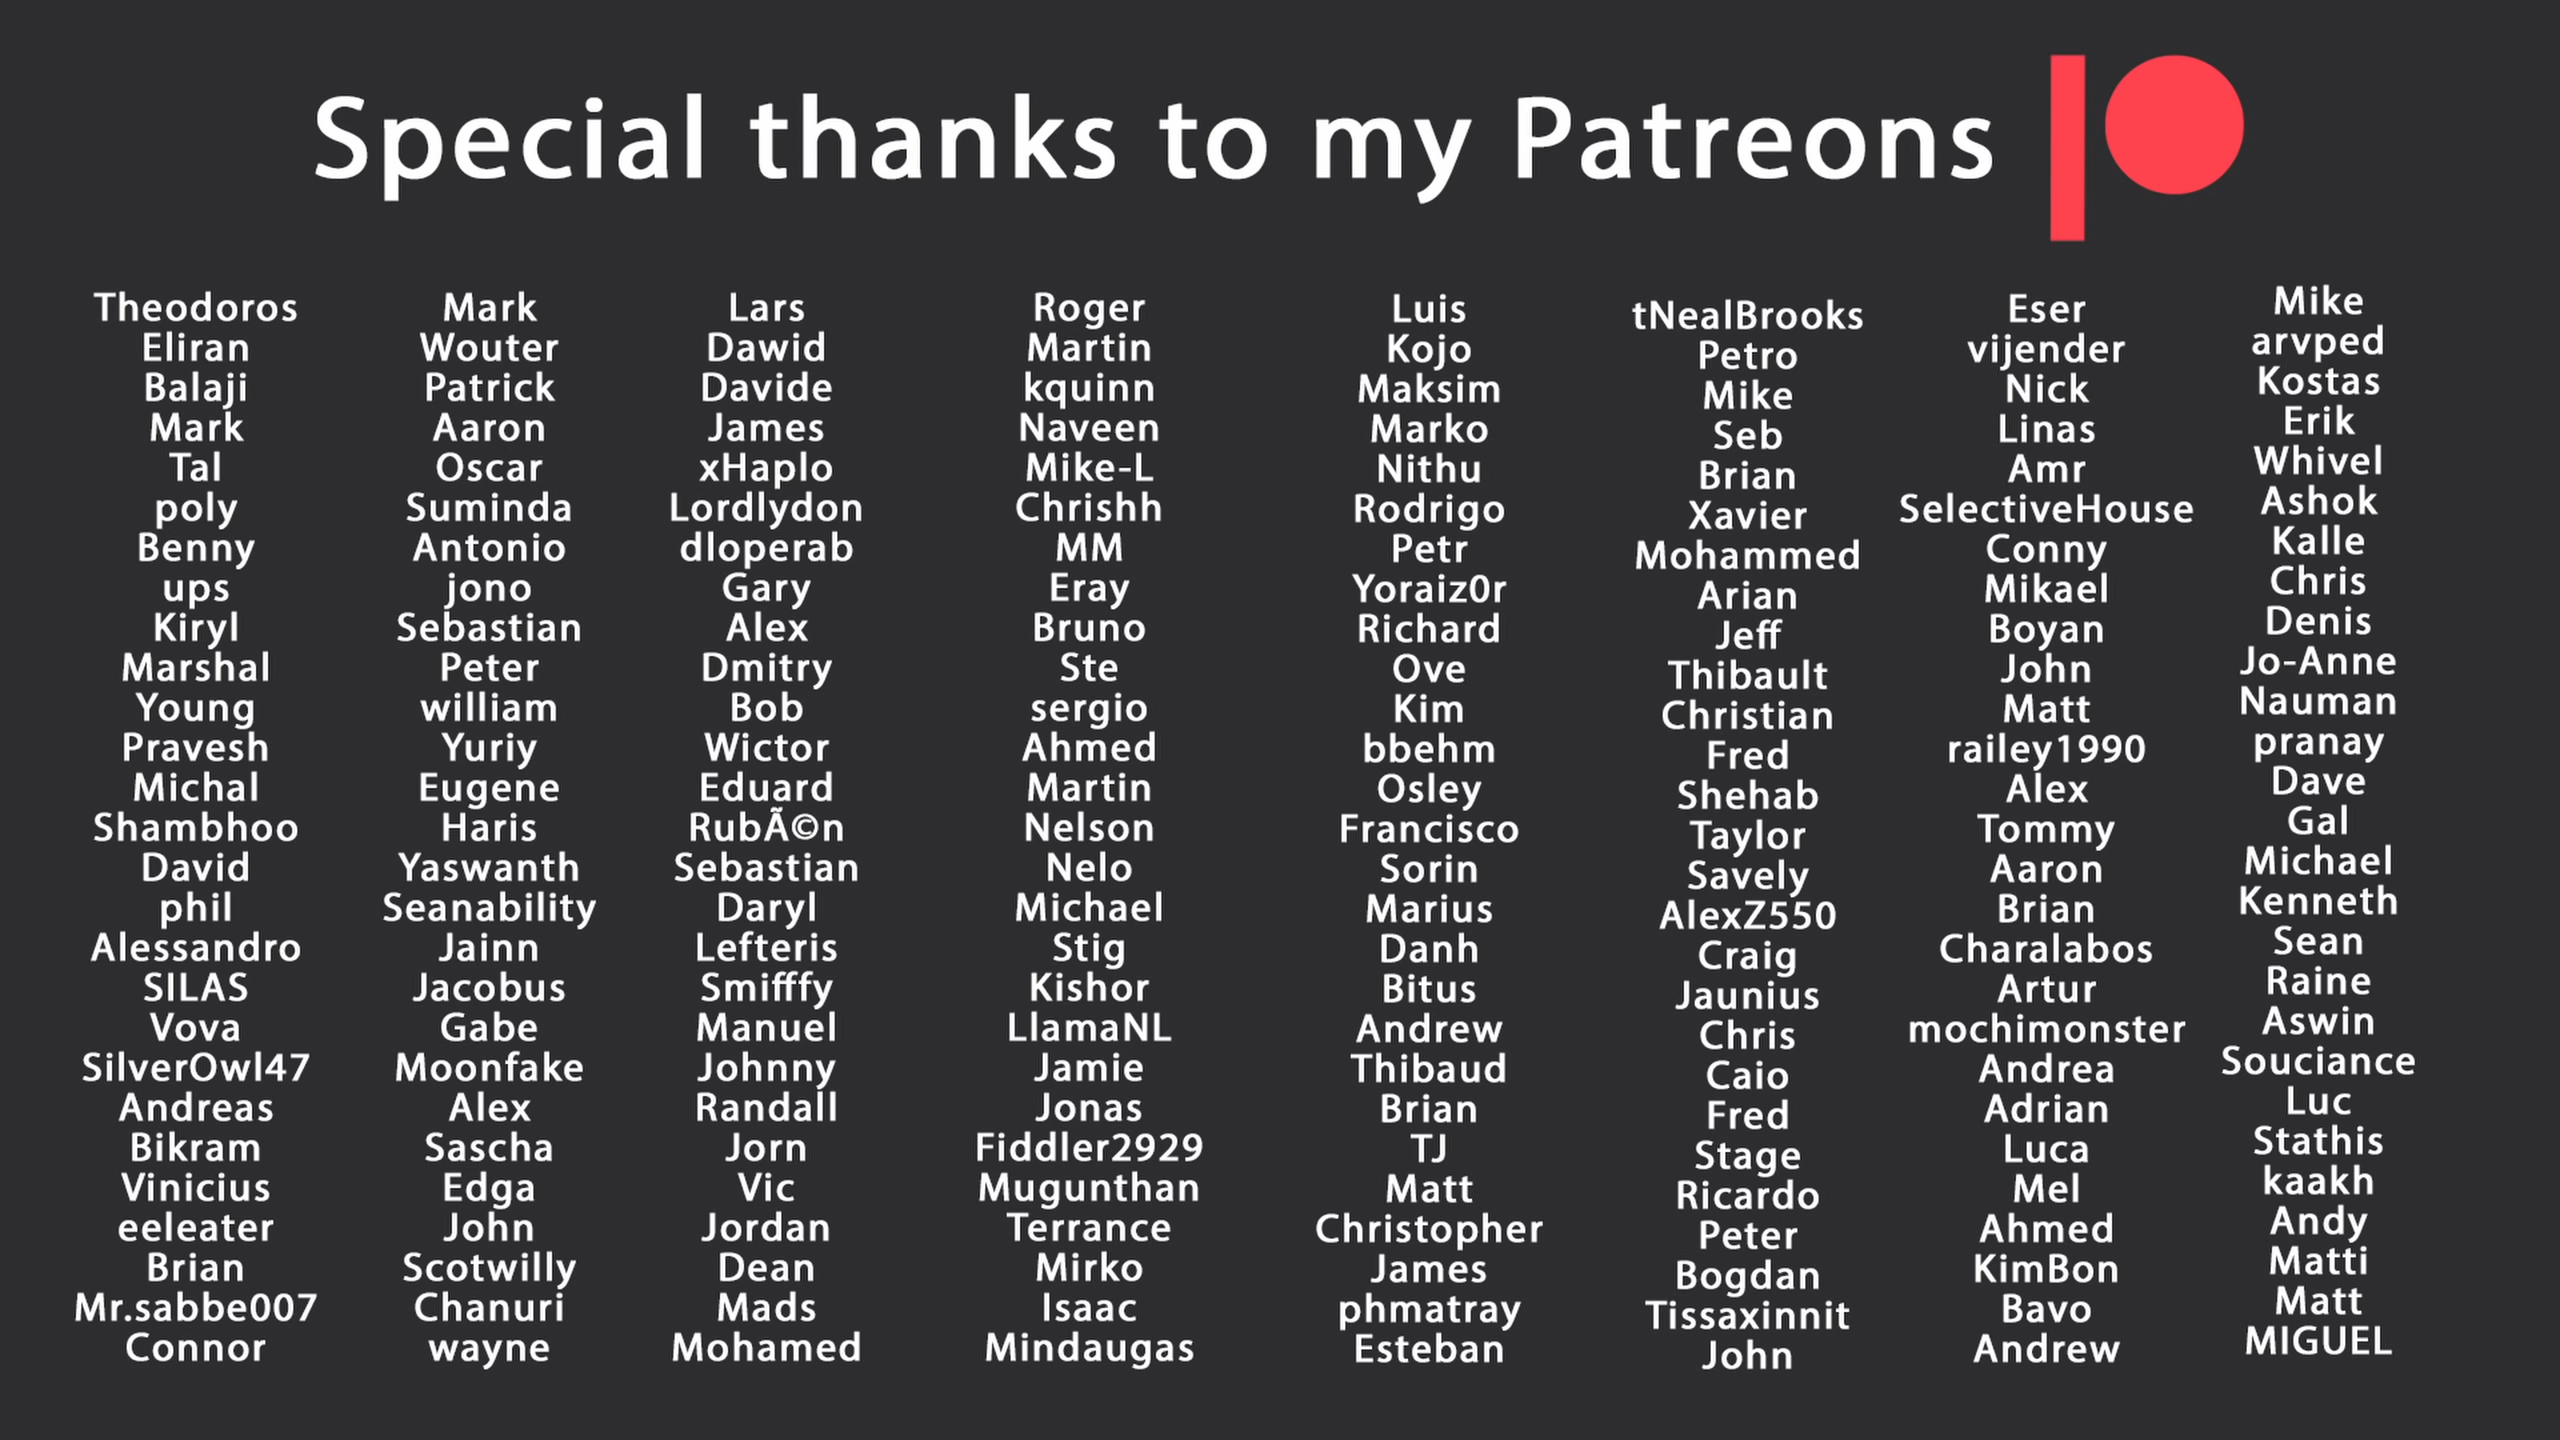 Special thanks to my Patreons
Theodoros
Eliran
Balaji
Mark
Tal
poly
Benny
ups
Kiryl
Marshal
Young
Pravesh
Michal
Shambhoo
David
phil
Alessandro
SILAS
Vova
SilverOwl47
Andreas
Bikram
Vinicius
eeleater
Brian
Mr.sabbe007
Connor
Mark
Wouter
Patrick
Aaron
Oscar
Suminda
Antonio
jono
Sebastian
Peter
william
Yuriy
Eugene
Haris
Yaswanth
Seanability
Jainn
Jacobus
Gabe
Moonfake
Alex
Sascha
Edga
John
Scotwilly
Chanuri
wayne
Lars
Dawid
Davide
James
xHaplo
Lordlydon
dloperab
Gary
Alex
Dmitry
Bob
Wictor
Eduard
RubÃ©n
Sebastian
Daryl
Lefteris
Smifffy
Manuel
Johnny
Randall
Jorn
Vic
Jordan
Dean
Mads
Mohamed
Roger
Martin
kquinn
Naveen
Mike-L
Chrishh
MM
Eray
Bruno
Ste
sergio
Ahmed
Martin
Nelson
Nelo
Michael
Stig
Kishor
LlamaNL
Jamie
Jonas
Fiddler2929
Mugunthan
Terrance
Mirko
Isaac
Mindaugas
Luis
Kojo
Maksim
Marko
Nithu
Rodrigo
Petr
Yoraiz0r
Richard
Ove
Kim
bbehm
Osley
Francisco
Sorin
Marius
Danh
Bitus
Andrew
Thibaud
Brian
TJ
Matt
Christopher
James
phmatray
Esteban
tNealBrooks
Petro
Mike
Seb
Brian
Xavier
Mohammed
Arian
Jeff
Thibault
Christian
Fred
Shehab
Taylor
Savely
AlexZ550
Craig
Jaunius
Chris
Caio
Fred
Stage
Ricardo
Peter
Bogdan
Tissaxinnit
John
Eser
vijender
Nick
Linas
Amr
SelectiveHouse
Conny
Mikael
Boyan
John
Matt
railey1990
Alex
Tommy
Aaron
Brian
Charalabos
Artur
mochimonster
Andrea
Adrian
Luca
Mel
Ahmed
KimBon
Bavo
Andrew
Mike
arvped
Kostas
Erik
Whivel
Ashok
Kalle
Chris
Denis
Jo-Anne
Nauman
pranay
Dave
Gal
Michael
Kenneth
Sean
Raine
Aswin
Souciance
Luc
Stathis
kaakh
Andy
Matti
Matt
MIGUEL